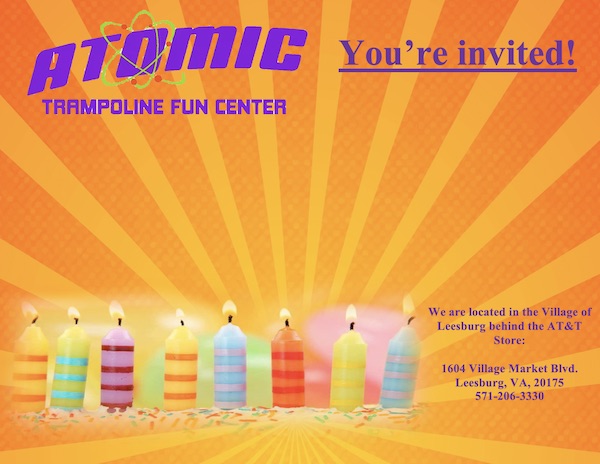 ATOMIC
TRAMPOLINE FUN CENTER
You're invited!
We are located in the Village of
Leesburg behind the AT&T
Store:
1604 Village Market Blvd.
Leesburg, VA, 20175
571-206-3330